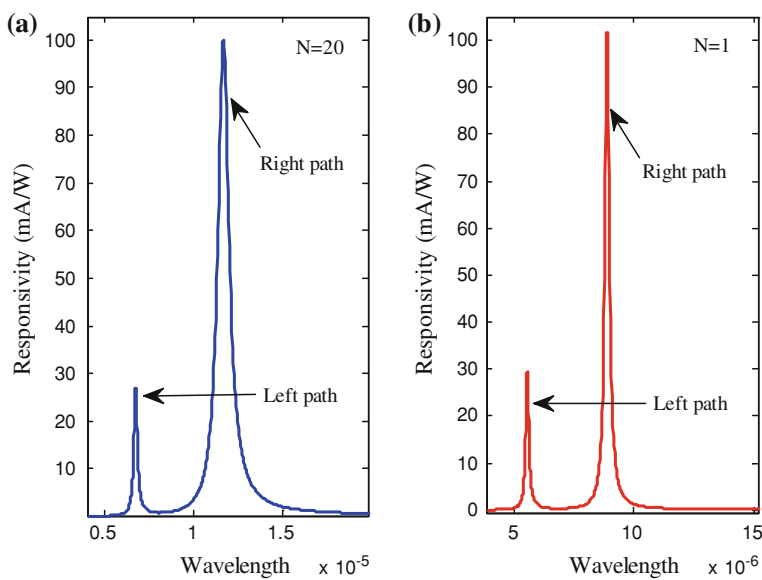 (a)
N=20
100
90
80
70
60
50
40
30
20
10
Responsivity (mA/W)
Right path
Left path
0.5
1
1.5
Wavelength
x 10-5
(b)
N=1
100
90
80
70
60
50
40
30
20
10
0
Responsivity (mA/W)
Right path
Left path
5
10
15
Wavelength
x 10-6